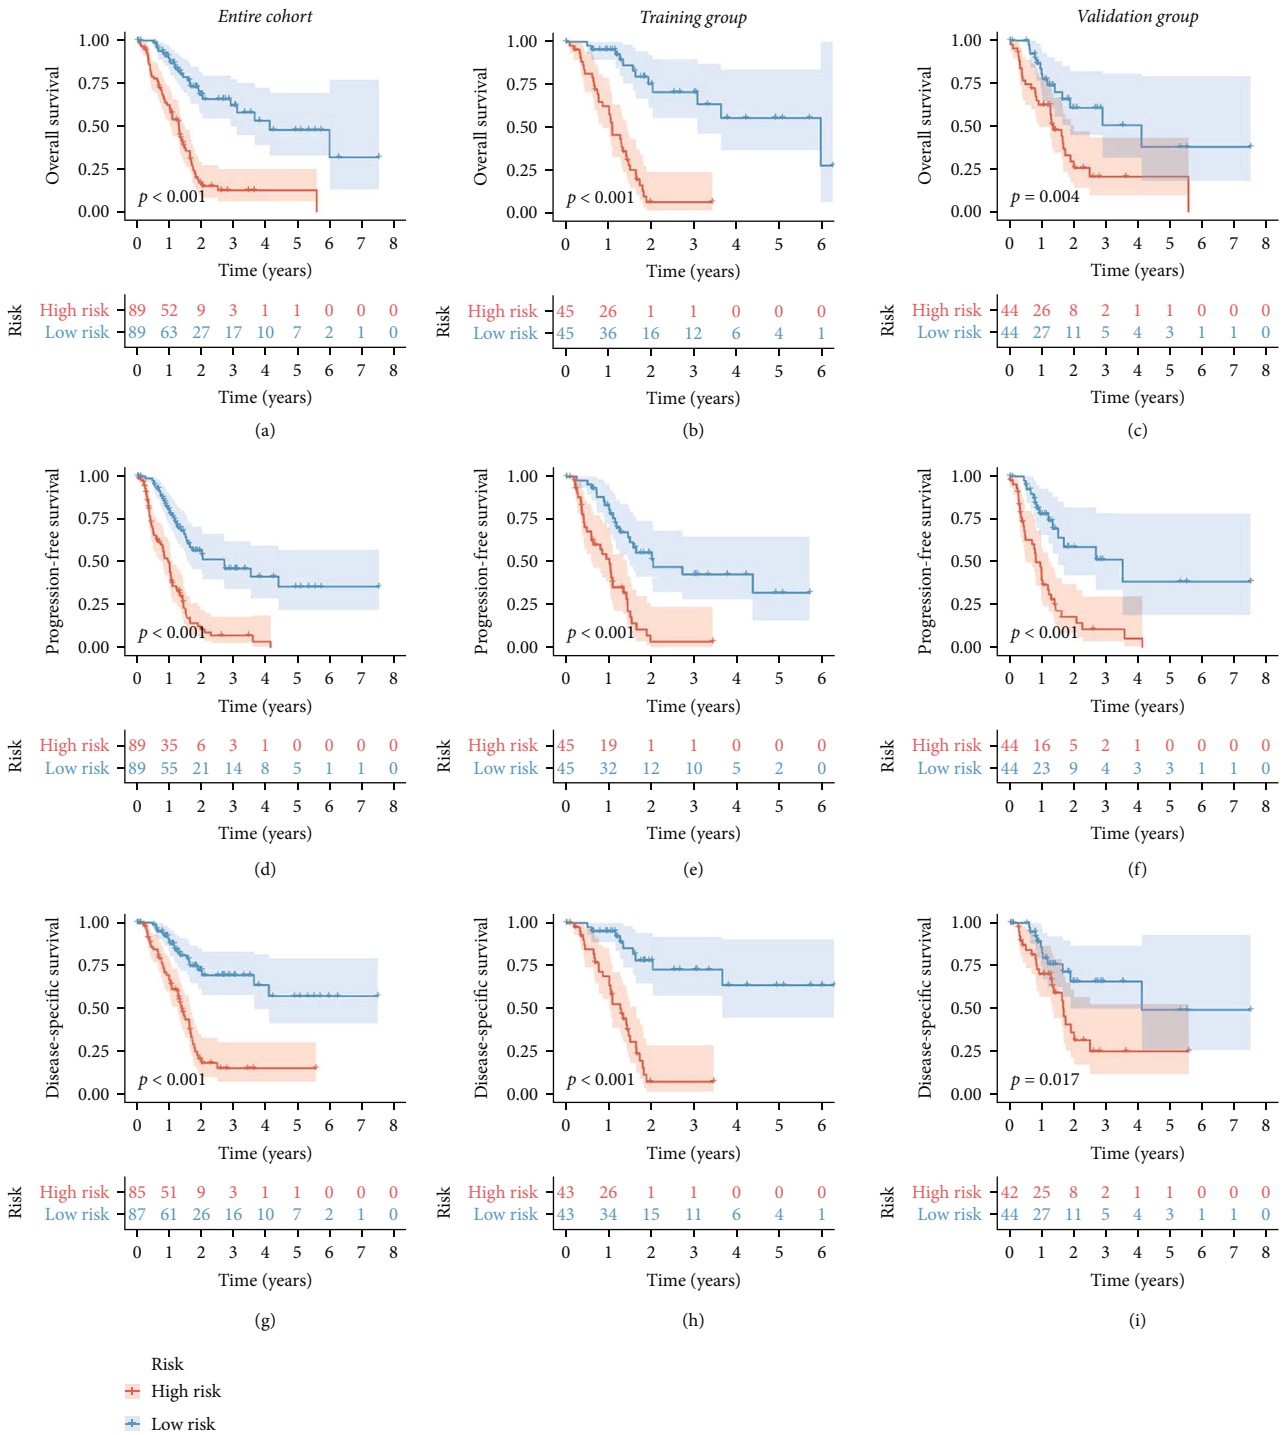 Entire cohort
Training group
Validation group
Overall survival
1.00
0.75
0.50
0.25
0.00
p < 0.001
0 1 2 3 4 5 6 7 8
Time (years)
Risk
High risk 89 52 9 3 1 1 0 0 0
Low risk 89 63 27 17 10 7 2 1 0
0 1 2 3 4 5 6 7 8
Time (years)
(a)
Overall survival
1.00
0.75
0.50
0.25
0.00
p < 0.001
0 1 2 3 4 5 6
Time (years)
Risk
High risk 45 26 1 1 0 0 0
Low risk 45 36 16 12 6 4 1
0 1 2 3 4 5 6
Time (years)
(b)
Overall survival
1.00
0.75
0.50
0.25
0.00
p = 0.004
0 1 2 3 4 5 6 7 8
Time (years)
Risk
High risk 44 26 8 2 1 1 0 0 0
Low risk 44 27 11 5 4 3 1 1 0
0 1 2 3 4 5 6 7 8
Time (years)
(c)
Progression-free survival
1.00
0.75
0.50
0.25
0.00
p < 0.001
0 1 2 3 4 5 6 7 8
Time (years)
Risk
High risk 89 35 6 3 1 0 0 0 0
Low risk 89 55 21 14 8 5 1 1 0
0 1 2 3 4 5 6 7 8
Time (years)
(d)
Progression-free survival
1.00
0.75
0.50
0.25
0.00
p < 0.001
0 1 2 3 4 5 6
Time (years)
Risk
High risk 45 19 1 1 0 0 0
Low risk 45 32 12 10 5 2 0
0 1 2 3 4 5 6
Time (years)
(e)
Progression-free survival
1.00
0.75
0.50
0.25
0.00
p < 0.001
0 1 2 3 4 5 6 7 8
Time (years)
Risk
High risk 44 16 5 2 1 0 0 0 0
Low risk 44 23 9 4 3 3 1 1 0
0 1 2 3 4 5 6 7 8
Time (years)
(f)
Disease-specific survival
1.00
0.75
0.50
0.25
0.00
p < 0.001
0 1 2 3 4 5 6 7 8
Time (years)
Risk
High risk 85 51 9 3 1 1 0 0 0
Low risk 87 61 26 16 10 7 2 1 0
0 1 2 3 4 5 6 7 8
Time (years)
(g)
Disease-specific survival
1.00
0.75
0.50
0.25
0.00
p < 0.001
0 1 2 3 4 5 6
Time (years)
Risk
High risk 43 26 1 1 0 0 0
Low risk 43 34 15 11 6 4 1
0 1 2 3 4 5 6
Time (years)
(h)
Disease-specific survival
1.00
0.75
0.50
0.25
0.00
p = 0.017
0 1 2 3 4 5 6 7 8
Time (years)
Risk
High risk 42 25 8 2 1 1 0 0 0
Low risk 44 27 11 5 4 3 1 1 0
0 1 2 3 4 5 6 7 8
Time (years)
(i)
Risk
High risk
Low risk